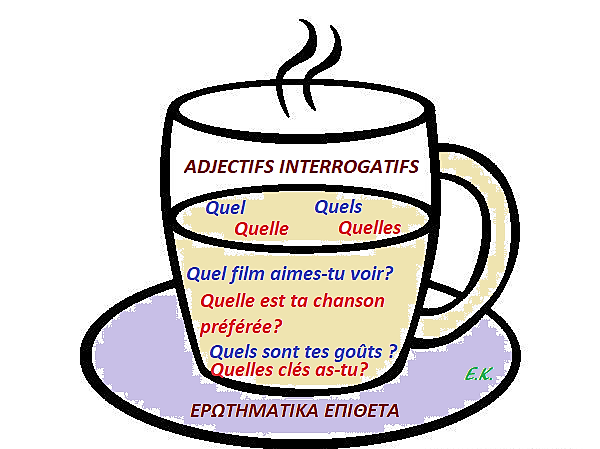 ADJECTIFS INTERROGATIFS
Quel Quels
Quelle Quelles
Quel film aimes-tu voir?
Quelle est ta chanson
préférée?
Quels sont tes goûts ?
Quelles clés as-tu?
E.K.
ΕΡΩΤΗΜΑΤΙΚΑ ΕΠΙΘΕΤΑ